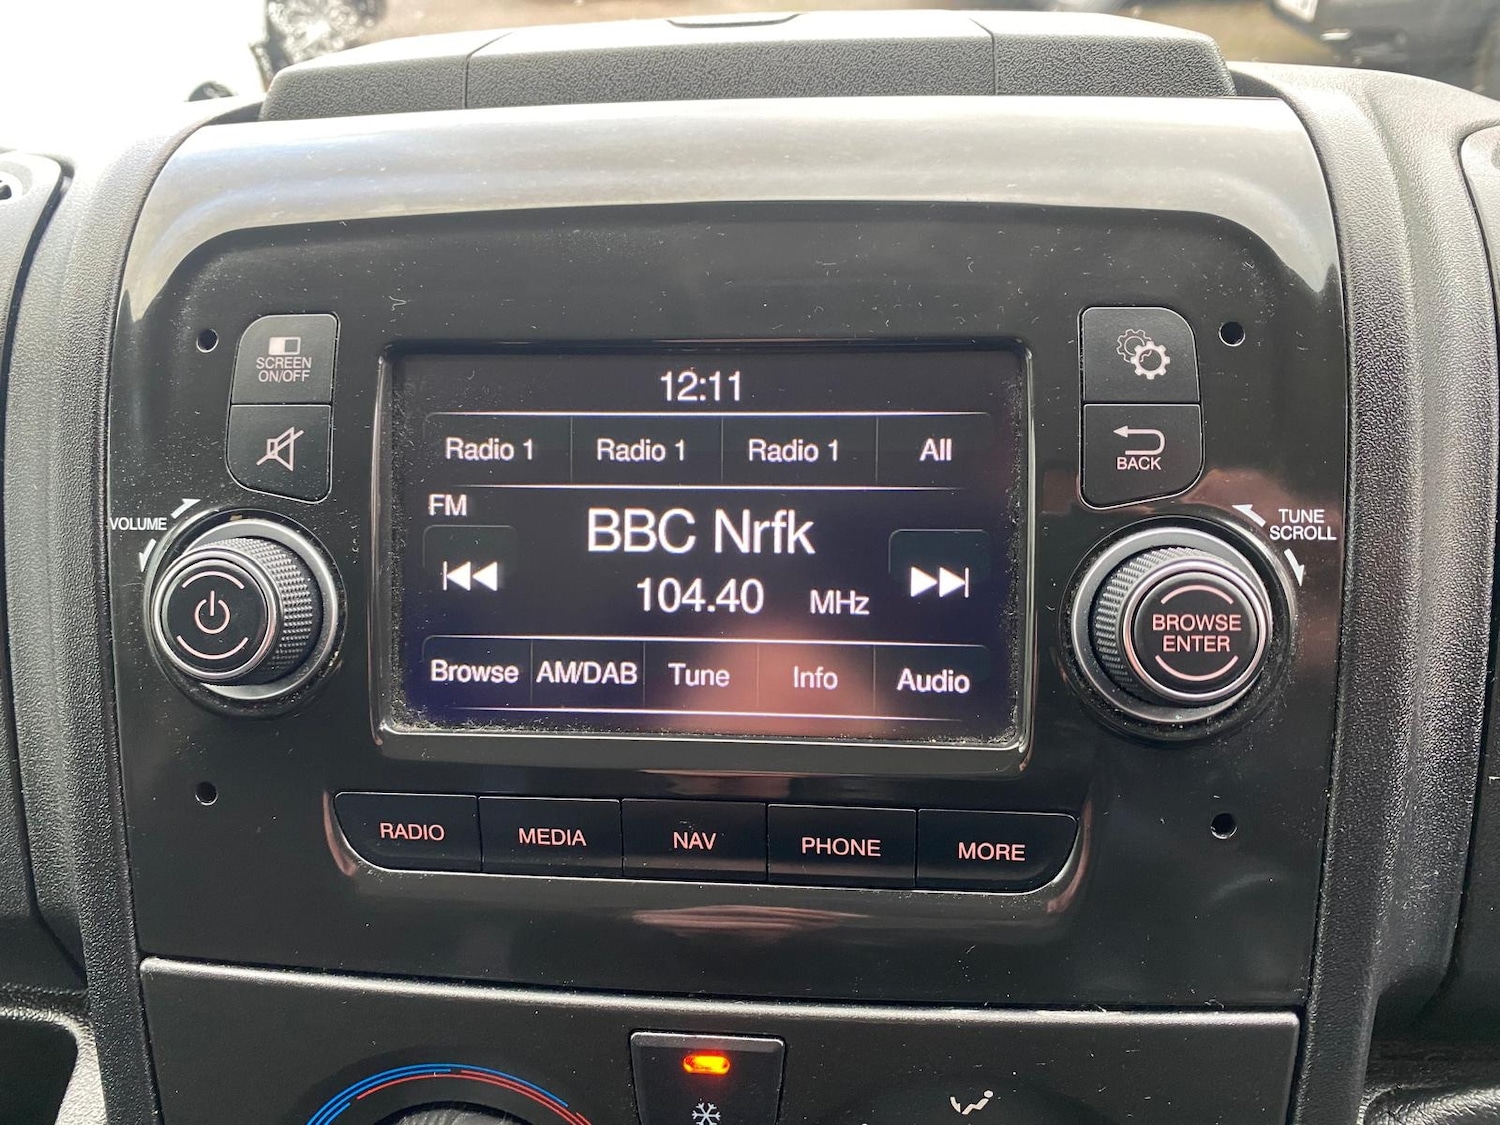 12:11
SCREEN
ON/OFF
Radio 1 Radio 1 Radio 1 All
BACK
FM
BBC Nrfk
VOLUME
TUNE
SCROLL
104.40 MHz
BROWSE
ENTER
Browse AM/DAB Tune Info Audio
RADIO MEDIA NAV PHONE MORE